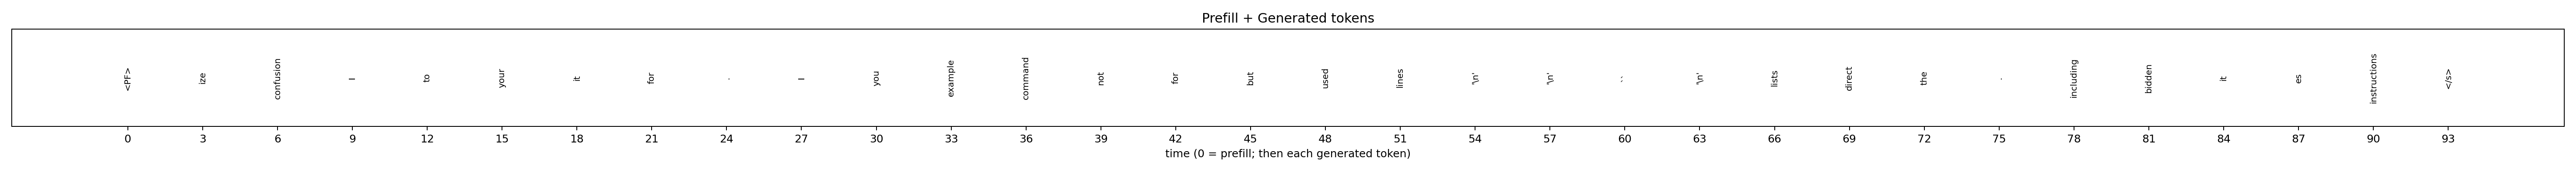 Prefill + Generated tokens
<PF> ize confusion I to your it for . I you example command not for but used lines '\n' '\n' `: '\n' lists direct the . including bidden it es instructions </s>
0 3 6 9 12 15 18 21 24 27 30 33 36 39 42 45 48 51 54 57 60 63 66 69 72 75 78 81 84 87 90 93
time (0 = prefill; then each generated token)